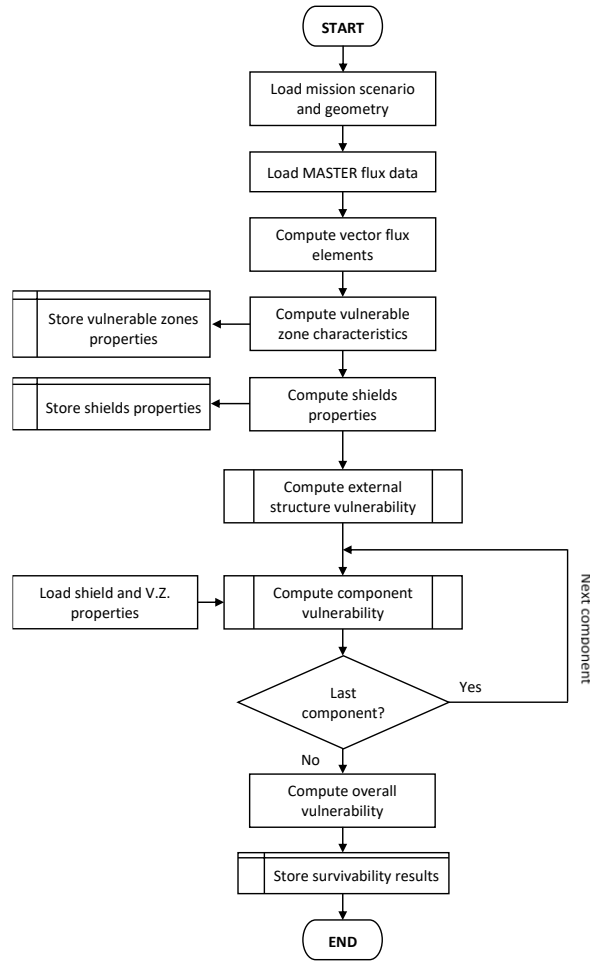 START
Load mission scenario
and geometry
Load MASTER flux data
Compute vector flux
elements
Store vulnerable zones
properties
Compute vulnerable
zone characteristics
Store shields properties
Compute shields
properties
Compute external
structure vulnerability
Load shield and V.Z.
properties
Compute component
vulnerability
Next component
Last
component?
Yes
No
Compute overall
vulnerability
Store survivability results
END